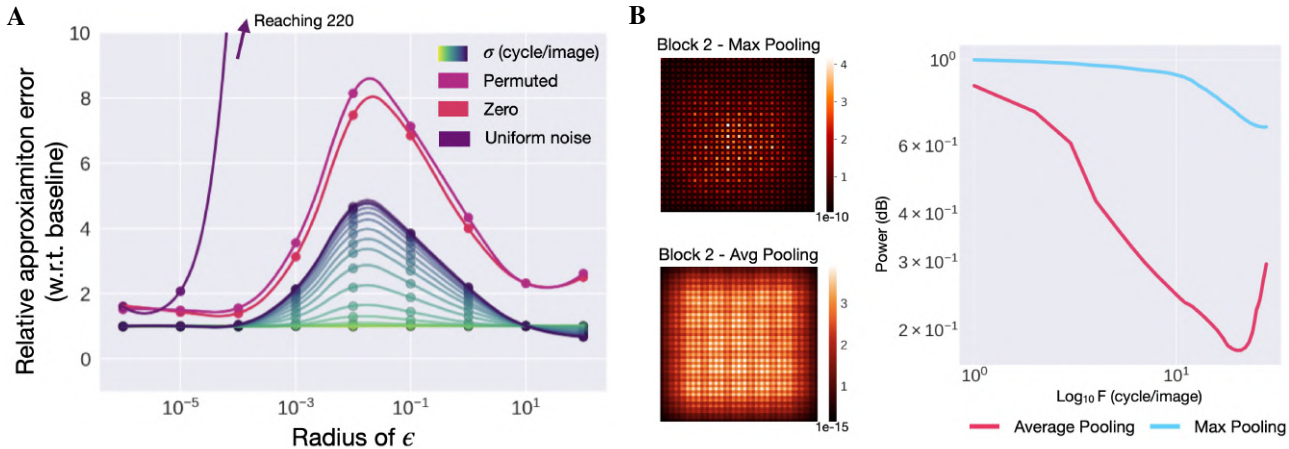 A
B
Reaching 220
Relative approxiamiton error
(w.r.t. baseline)
10
8
6
4
2
0
σ (cycle/image)
Permuted
Zero
Uniform noise
10⁻⁵
10⁻³
10⁻¹
10¹
Radius of ϵ
Block 2 - Max Pooling
4
3
2
1
1e-10
Block 2 - Avg Pooling
3
2
1
1e-15
Power (dB)
10⁰
6 × 10⁻¹
4 × 10⁻¹
3 × 10⁻¹
2 × 10⁻¹
10⁰
10¹
Log₁₀ F (cycle/image)
Average Pooling
Max Pooling